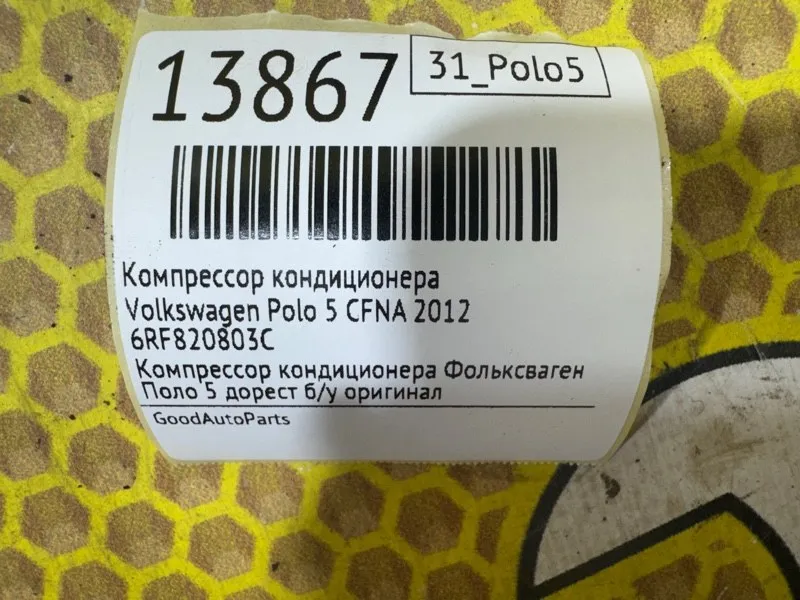 13867
31_Polo5
Компрессор кондиционера
Volkswagen Polo 5 CFNA 2012
6RF820803C
Компрессор кондиционера Фольксваген
Поло 5 дорест б/у оригинал
GoodAutoParts